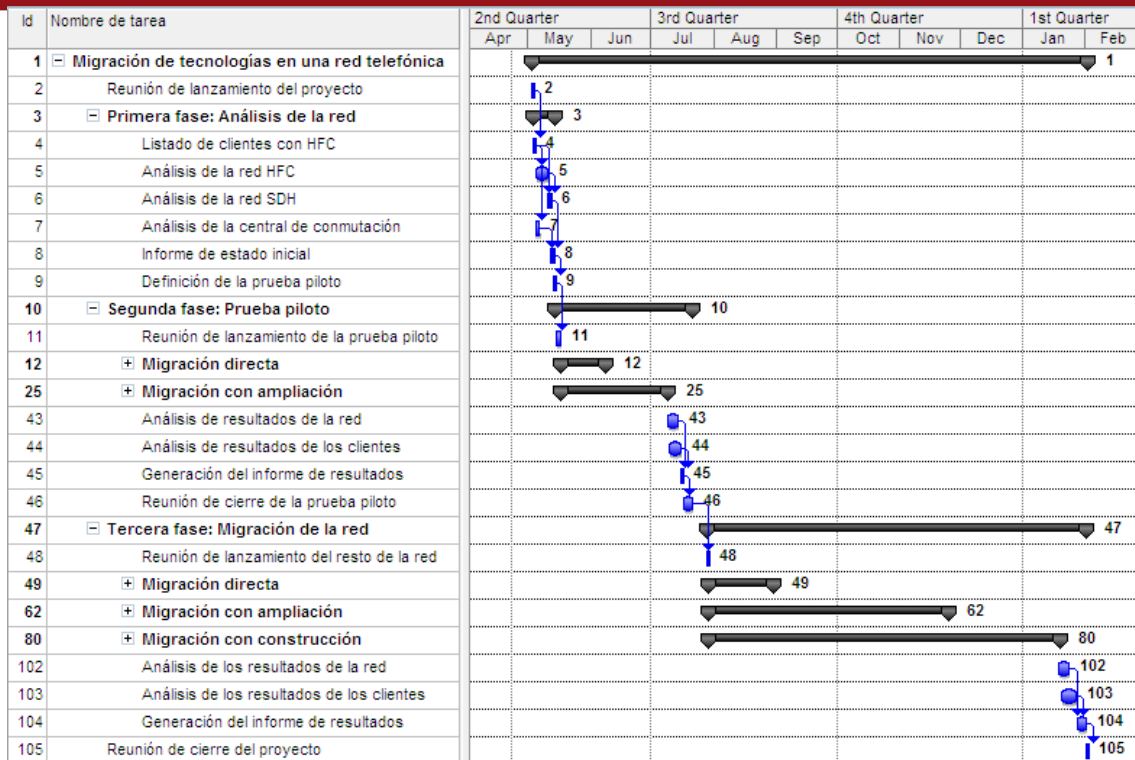 Id Nombre de tarea 2nd Quarter 3rd Quarter 4th Quarter 1st Quarter
Apr May Jun Jul Aug Sep Oct Nov Dec Jan Feb
1 Migración de tecnologías en una red telefónica 1
2 Reunión de lanzamiento del proyecto 2
3 Primera fase: Análisis de la red 3
4 Listado de clientes con HFC 4
5 Análisis de la red HFC 5
6 Análisis de la red SDH 6
7 Análisis de la central de conmutación 7
8 Informe de estado inicial 8
9 Definición de la prueba piloto 9
10 Segunda fase: Prueba piloto 10
11 Reunión de lanzamiento de la prueba piloto 11
12 Migración directa 12
25 Migración con ampliación 25
43 Análisis de resultados de la red 43
44 Análisis de resultados de los clientes 44
45 Generación del informe de resultados 45
46 Reunión de cierre de la prueba piloto 46
47 Tercera fase: Migración de la red 47
48 Reunión de lanzamiento del resto de la red 48
49 Migración directa 49
62 Migración con ampliación 62
80 Migración con construcción 80
102 Análisis de los resultados de la red 102
103 Análisis de los resultados de los clientes 103
104 Generación del informe de resultados 104
105 Reunión de cierre del proyecto 105